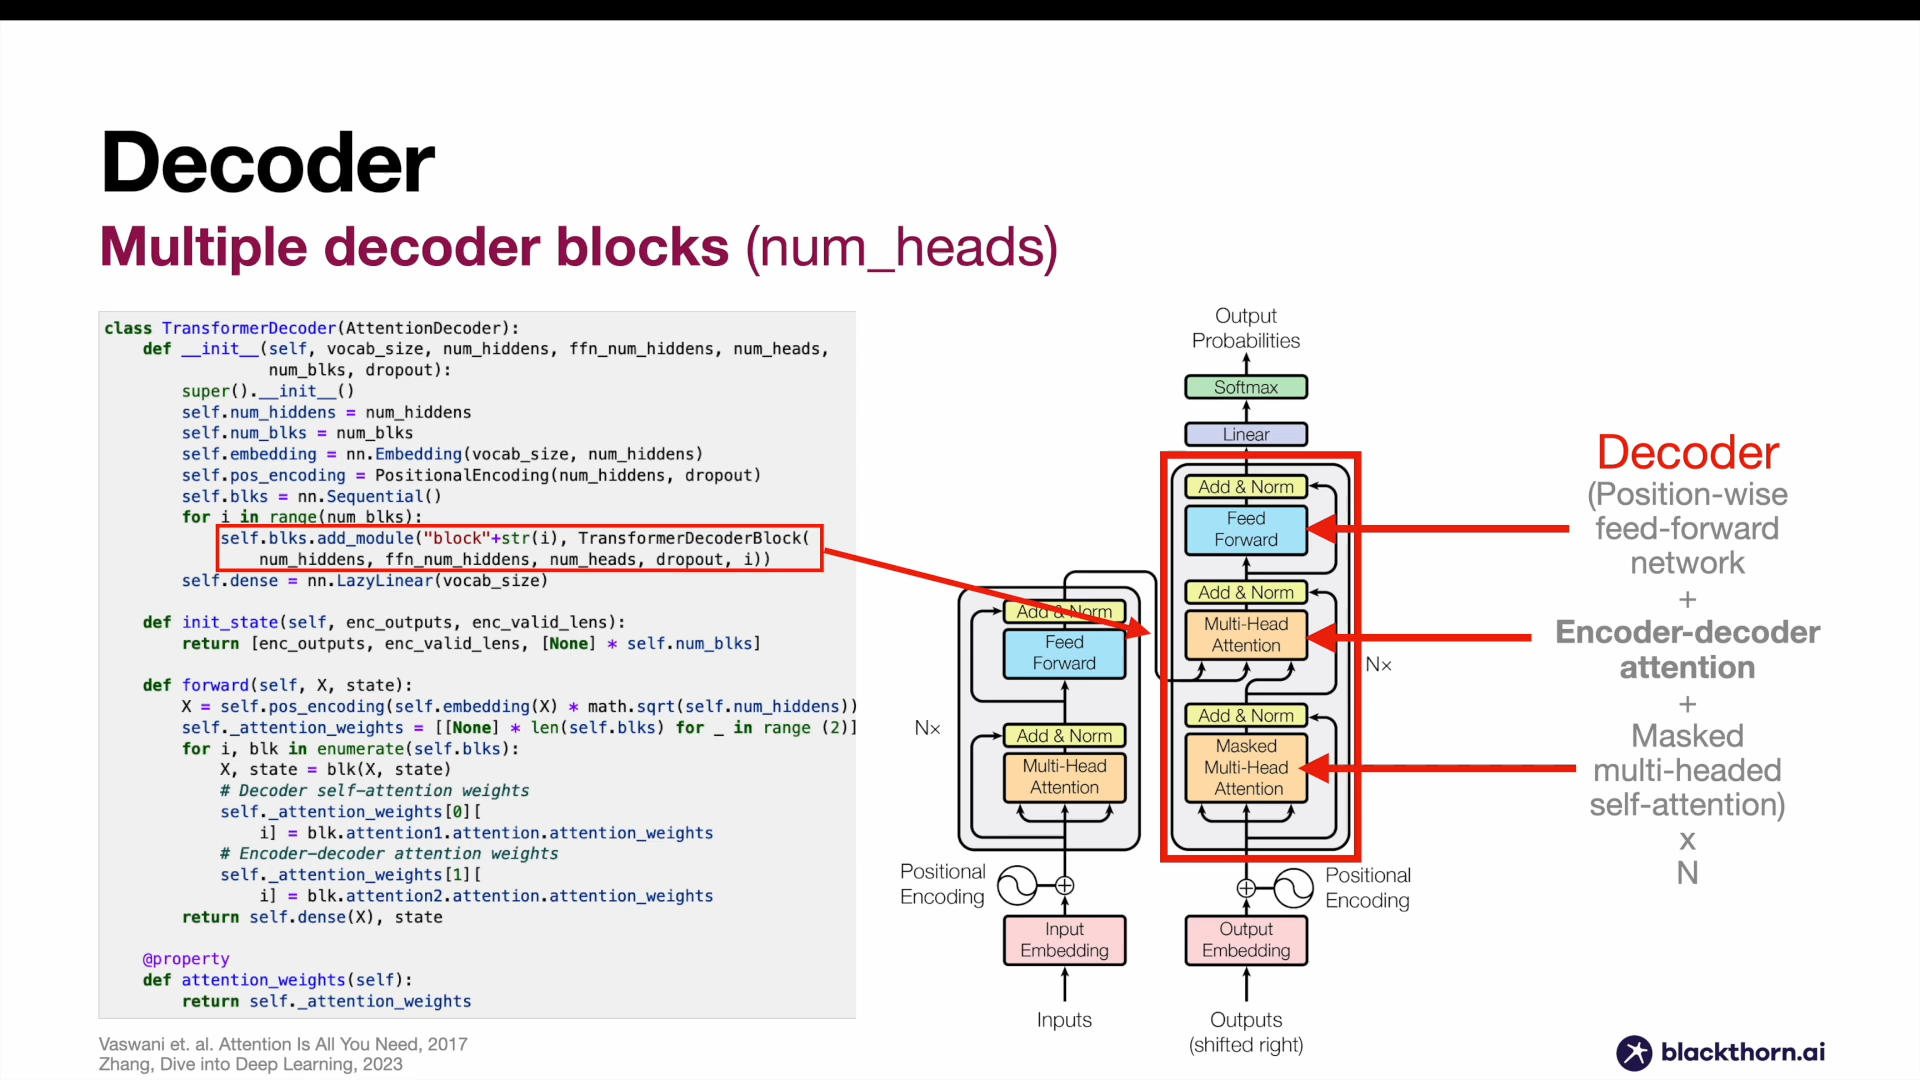 Decoder
Multiple decoder blocks (num_heads)
class TransformerDecoder(AttentionDecoder):
    def __init__(self, vocab_size, num_hiddens, ffn_num_hiddens, num_heads,
                 num_blks, dropout):
        super().__init__()
        self.num_hiddens = num_hiddens
        self.num_blks = num_blks
        self.embedding = nn.Embedding(vocab_size, num_hiddens)
        self.pos_encoding = PositionalEncoding(num_hiddens, dropout)
        self.blks = nn.Sequential()
        for i in range(num_blks):
            self.blks.add_module("block"+str(i), TransformerDecoderBlock(
                num_hiddens, ffn_num_hiddens, num_heads, dropout, i))
        self.dense = nn.LazyLinear(vocab_size)
    def init_state(self, enc_outputs, enc_valid_lens):
        return [enc_outputs, enc_valid_lens, [None] * self.num_blks]
    def forward(self, X, state):
        X = self.pos_encoding(self.embedding(X) * math.sqrt(self.num_hiddens))
        self._attention_weights = [[None] * len(self.blks) for _ in range (2)]
        for i, blk in enumerate(self.blks):
            X, state = blk(X, state)
            # Decoder self-attention weights
            self._attention_weights[0][
                i] = blk.attention1.attention.attention_weights
            # Encoder-decoder attention weights
            self._attention_weights[1][
                i] = blk.attention2.attention.attention_weights
        return self.dense(X), state
    @property
    def attention_weights(self):
        return self._attention_weights
Output
Probabilities
Softmax
Linear
Add & Norm
Feed
Forward
Add & Norm
Multi-Head
Attention
N×
Add & Norm
Masked
Multi-Head
Attention
Positional
Encoding
Output
Embedding
Outputs
(shifted right)
Add & Norm
Feed
Forward
N×
Add & Norm
Multi-Head
Attention
Positional
Encoding
Input
Embedding
Inputs
Decoder
(Position-wise
feed-forward
network
+
Encoder-decoder
attention
+
Masked
multi-headed
self-attention)
x
N
Vaswani et. al. Attention Is All You Need, 2017
Zhang, Dive into Deep Learning, 2023
blackthorn.ai